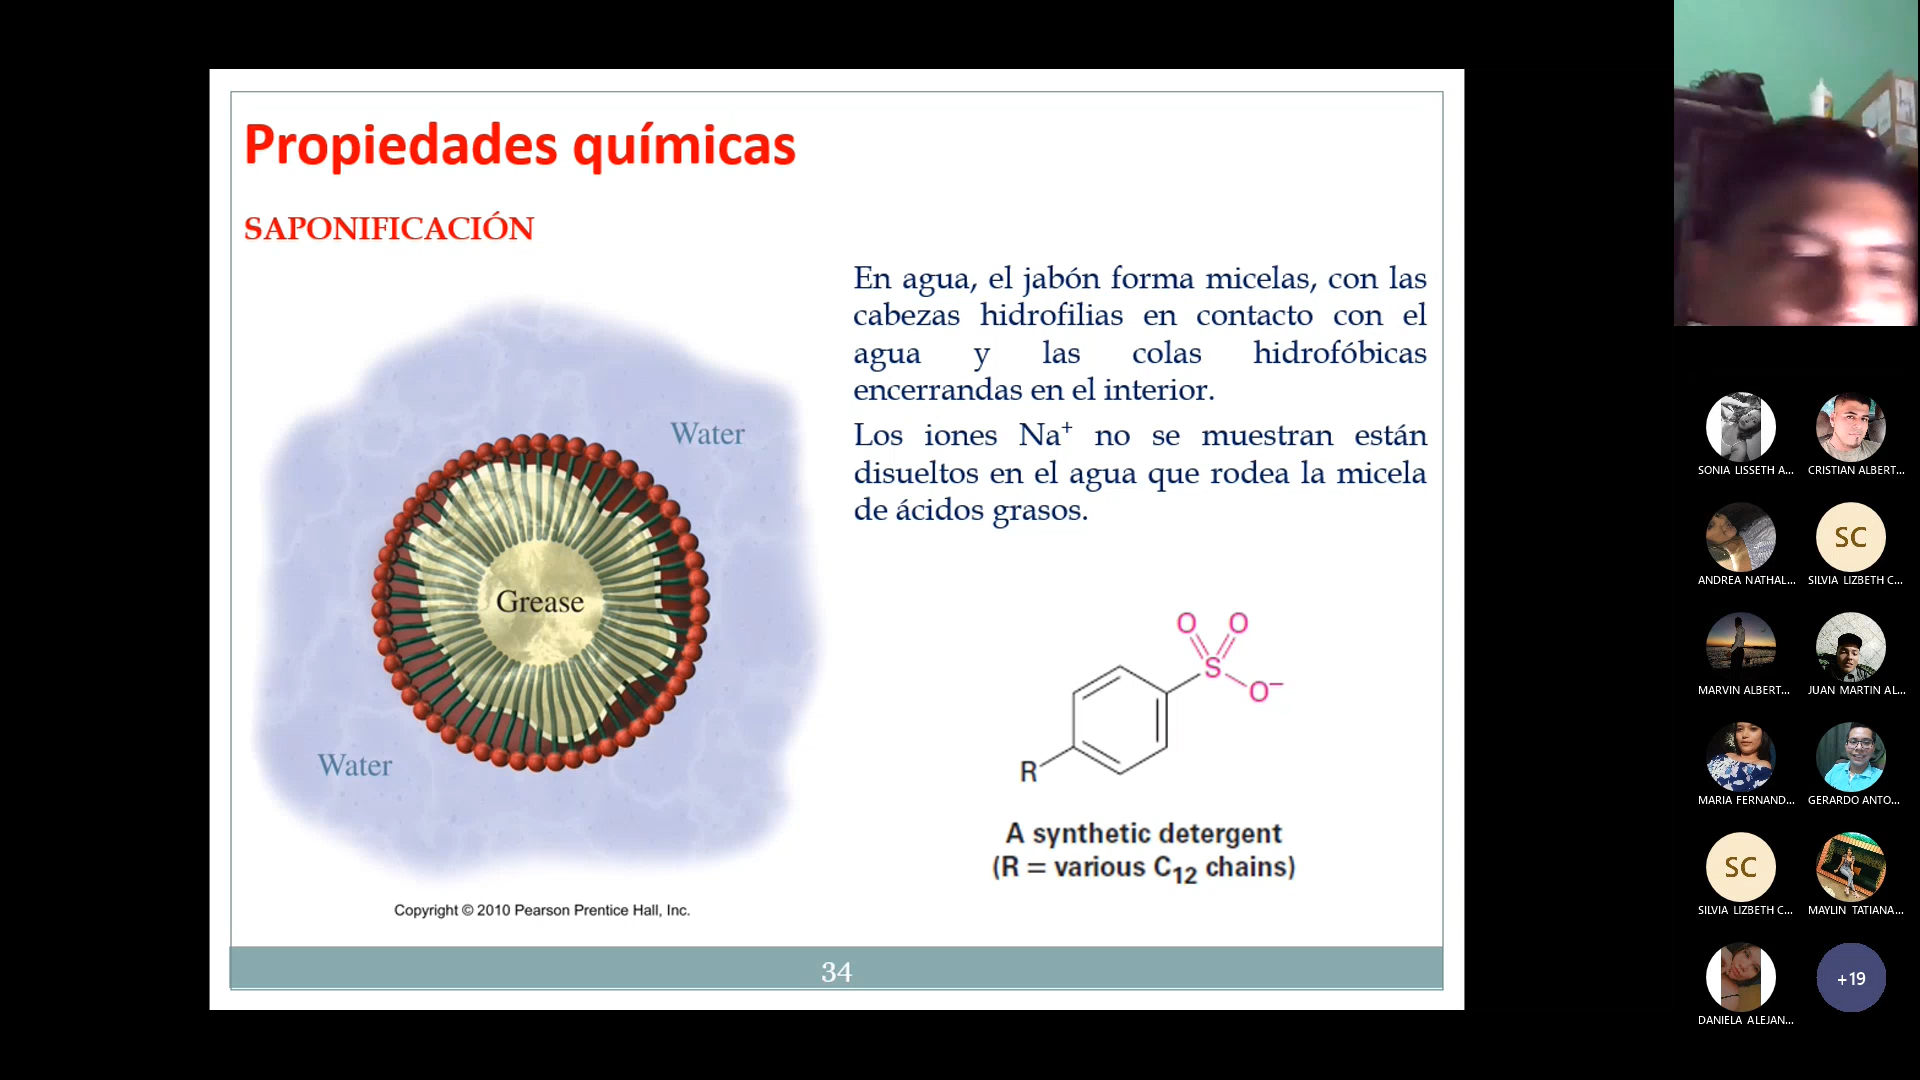 Propiedades químicas
SAPONIFICACIÓN
En agua, el jabón forma micelas, con las
cabezas hidrofilias en contacto con el
agua y las colas hidrofóbicas
encerrandas en el interior.
Los iones Na+ no se muestran están
disueltos en el agua que rodea la micela
de ácidos grasos.
Water
Grease
Water
O O
S
O−
R
A synthetic detergent
(R = various C12 chains)
Copyright © 2010 Pearson Prentice Hall, Inc.
34
SONIA LISSETH A...
CRISTIAN ALBERT...
SC
ANDREA NATHAL...
SILVIA LIZBETH C...
MARVIN ALBERT...
JUAN MARTIN AL...
MARIA FERNAND...
GERARDO ANTO...
SC
SILVIA LIZBETH C...
MAYLIN TATIANA...
+19
DANIELA ALEJAN...